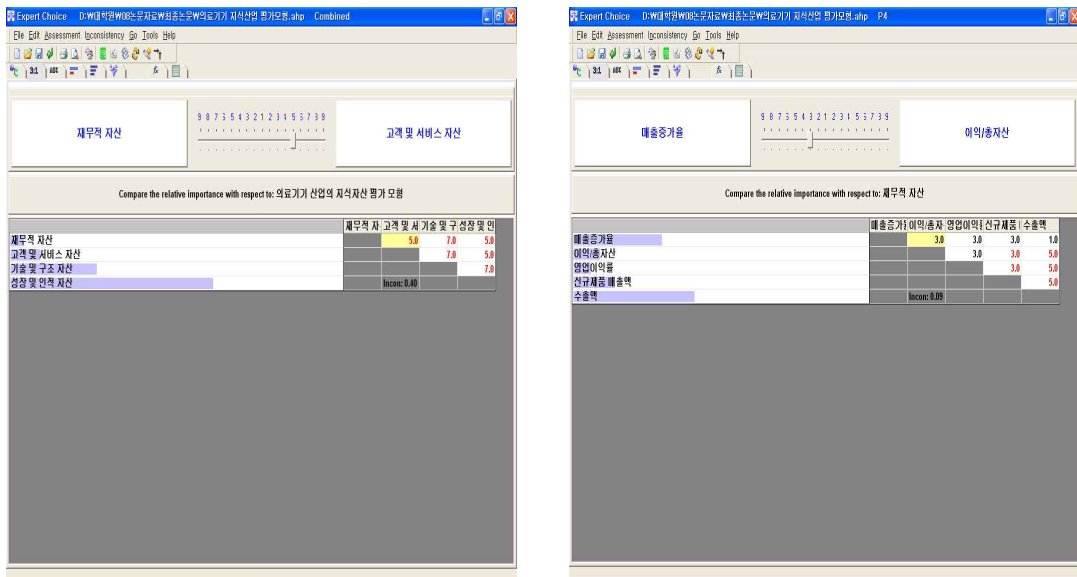 Expert Choice D:₩대학원₩08논문자료₩최종논문₩의료기기 지식산업 평가모형.ahp Combined
File Edit Assessment Inconsistency Go Tools Help
3:1 ABC
재무적 자산
9 8 7 6 5 4 3 2 1 2 3 4 5 6 7 8 9
고객 및 서비스 자산
Compare the relative importance with respect to: 의료기기 산업의 지식자산 평가 모형
재무적 자 고객 및 서 기술 및 구 성장 및 인
재무적 자산 5.0 7.0 5.0
고객 및 서비스 자산 7.0 5.0
기술 및 구조 자산 7.0
성장 및 인적 자산 Incon: 0.40
Expert Choice D:₩대학원₩08논문자료₩최종논문₩의료기기 지식산업 평가모형.ahp P4
File Edit Assessment Inconsistency Go Tools Help
3:1 ABC
매출증가율
9 8 7 6 5 4 3 2 1 2 3 4 5 6 7 8 9
이익/총자산
Compare the relative importance with respect to: 재무적 자산
매출증가율 이익/총자 영업이익률 신규제품 수출액
매출증가율 3.0 3.0 3.0 1.0
이익/총자산 3.0 3.0 5.0
영업이익률 3.0 5.0
신규제품 매출액 5.0
수출액 Incon: 0.09